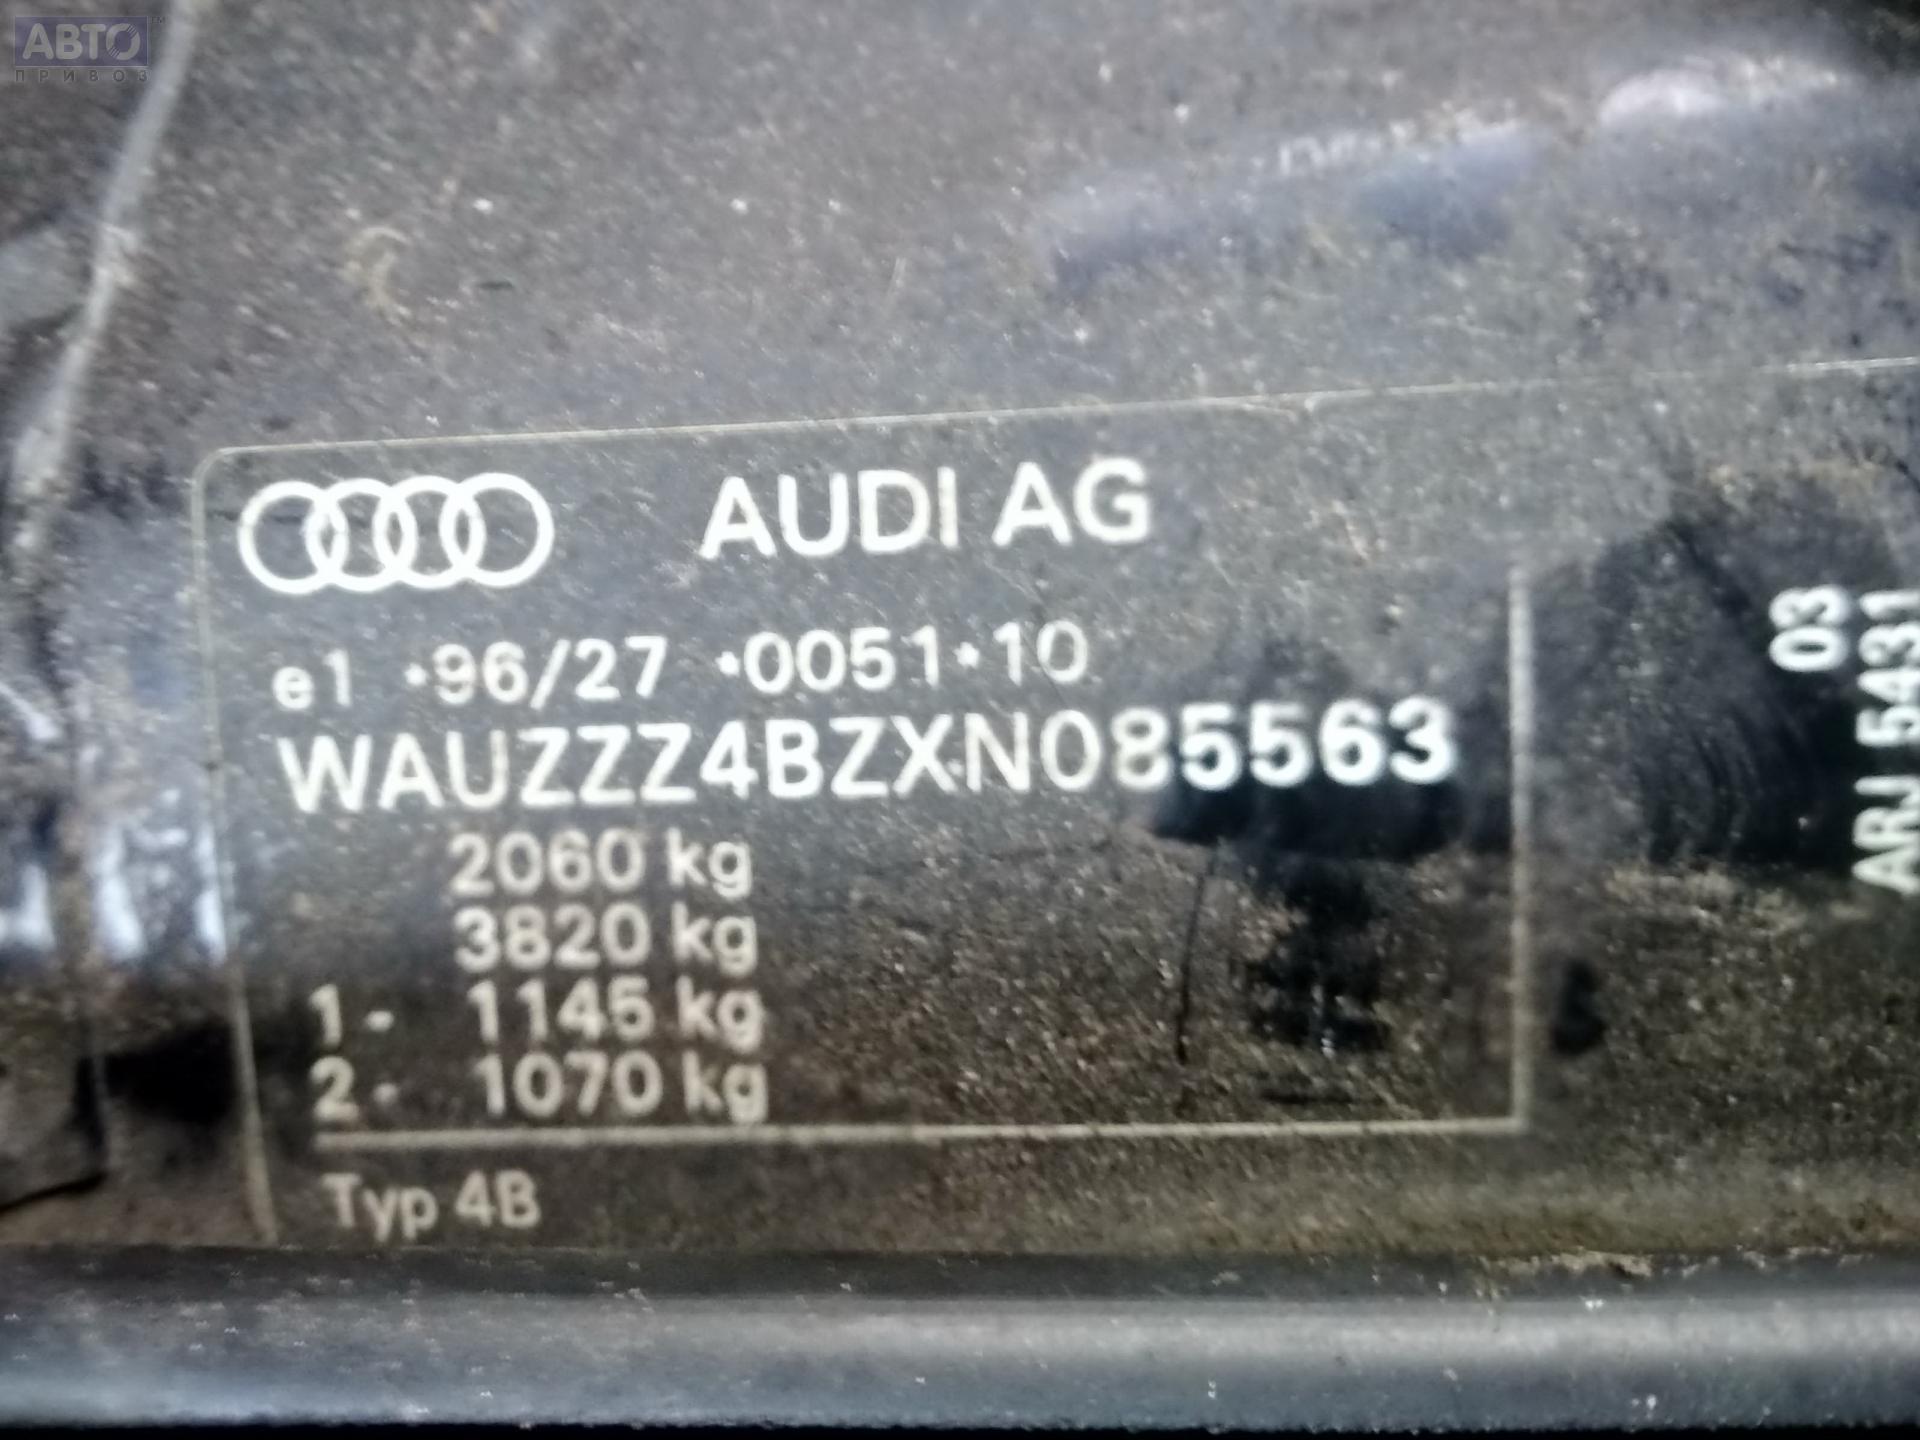 АВТО™
ПРИВОЗ
AUDI AG
e1 *96/27 *0051*10
WAUZZZ4BZXN085563
2060 kg
3820 kg
1- 1145 kg
2- 1070 kg
Typ 4B
03
ARJ 5431